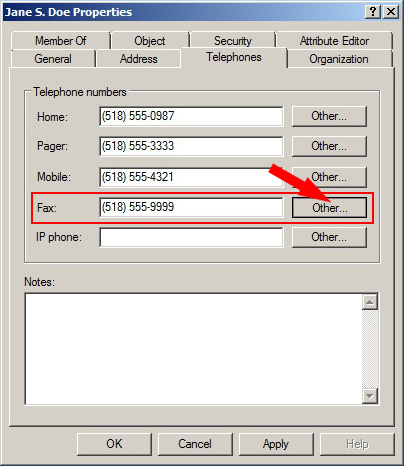 Jane S. Doe Properties
Member Of Object Security Attribute Editor
General Address Telephones Organization
Telephone numbers
Home: (518) 555-0987 Other...
Pager: (518) 555-3333 Other...
Mobile: (518) 555-4321 Other...
Fax: (518) 555-9999 Other...
IP phone: Other...
Notes:
OK Cancel Apply Help